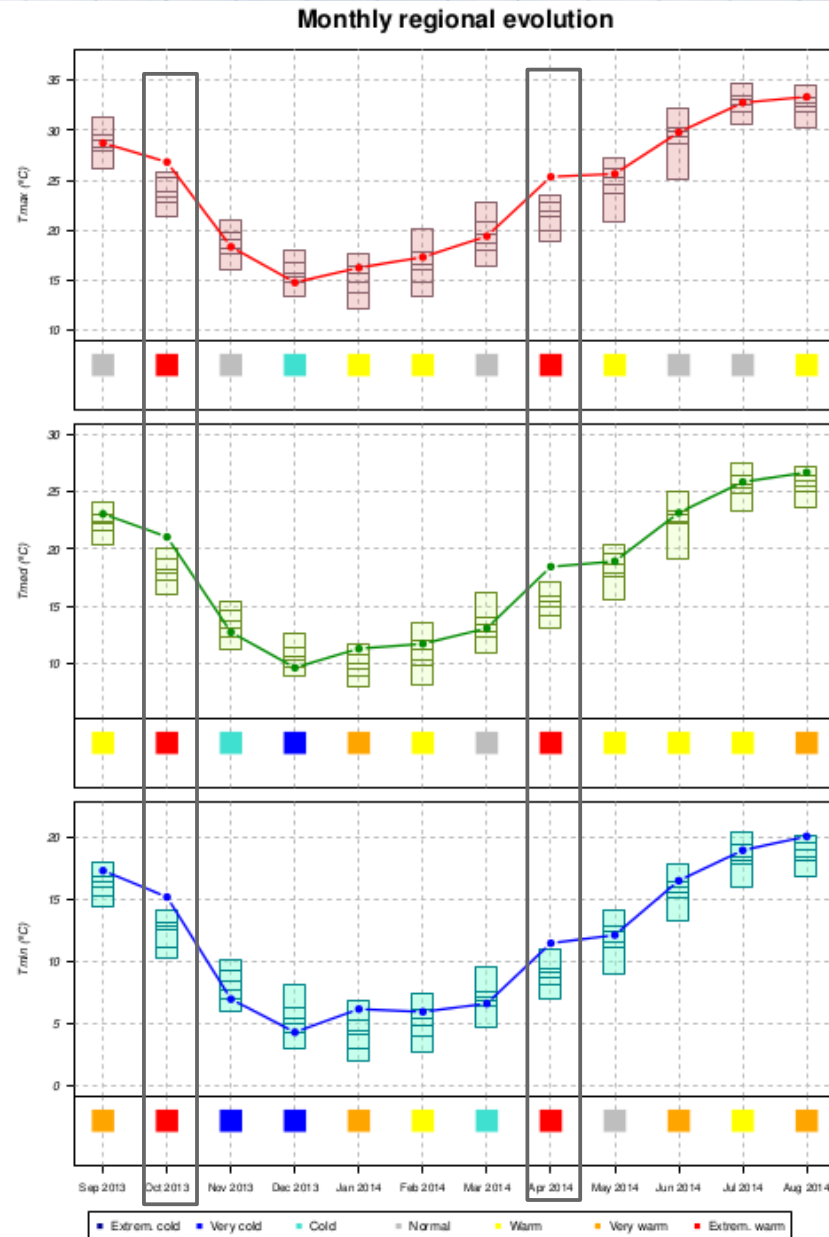 Monthly regional evolution
35
30
25
20
15
10
Tmax (°C)
30
25
20
15
10
Tmed (°C)
20
15
10
5
0
Tmin (°C)
Sep 2013 Oct 2013 Nov 2013 Dec 2013 Jan 2014 Feb 2014 Mar 2014 Apr 2014 May 2014 Jun 2014 Jul 2014 Aug 2014
Extrem. cold Very cold Cold Normal Warm Very warm Extrem. warm